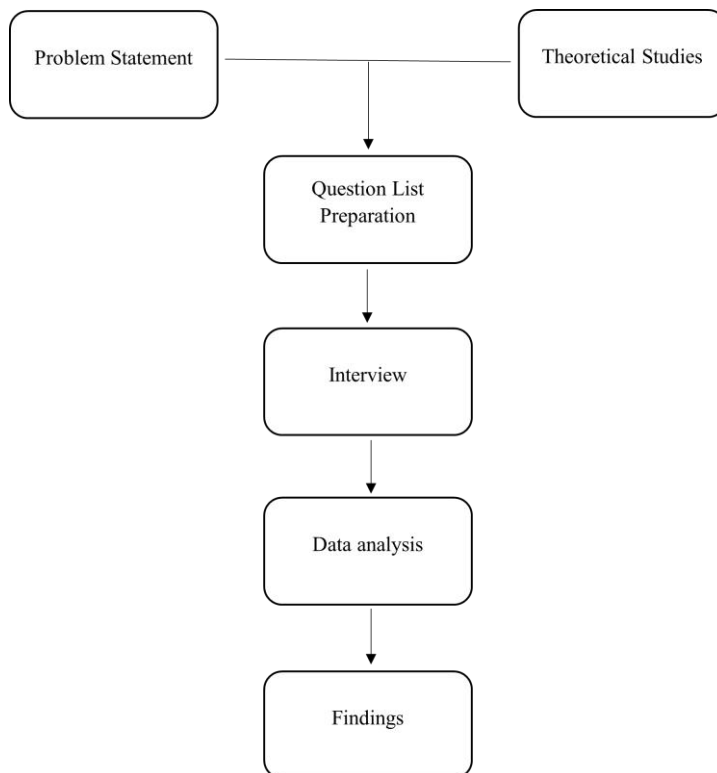 Problem Statement
Theoretical Studies
Question List
Preparation
Interview
Data analysis
Findings